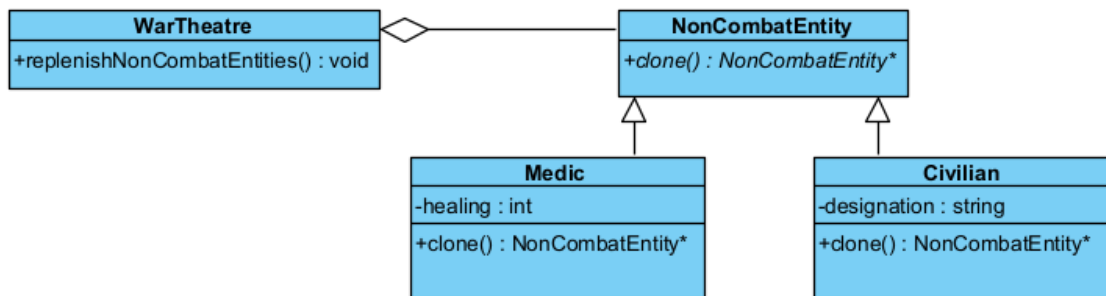 WarTheatre
+replenishNonCombatEntities() : void
NonCombatEntity
+clone() : NonCombatEntity*
Medic
-healing : int
+clone() : NonCombatEntity*
Civilian
-designation : string
+clone() : NonCombatEntity*